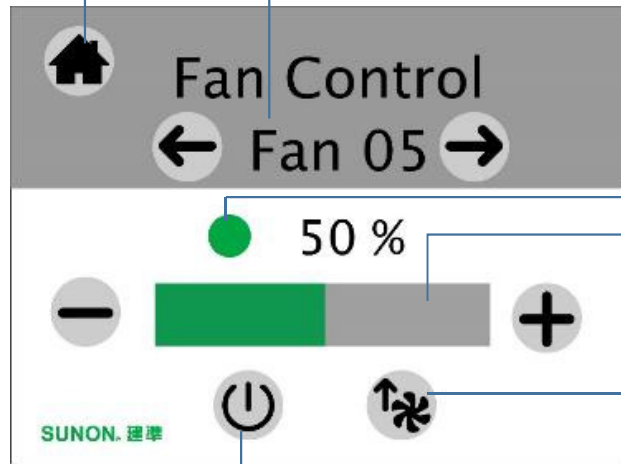 Fan Control
Fan 05
50 %
SUNON. 建準